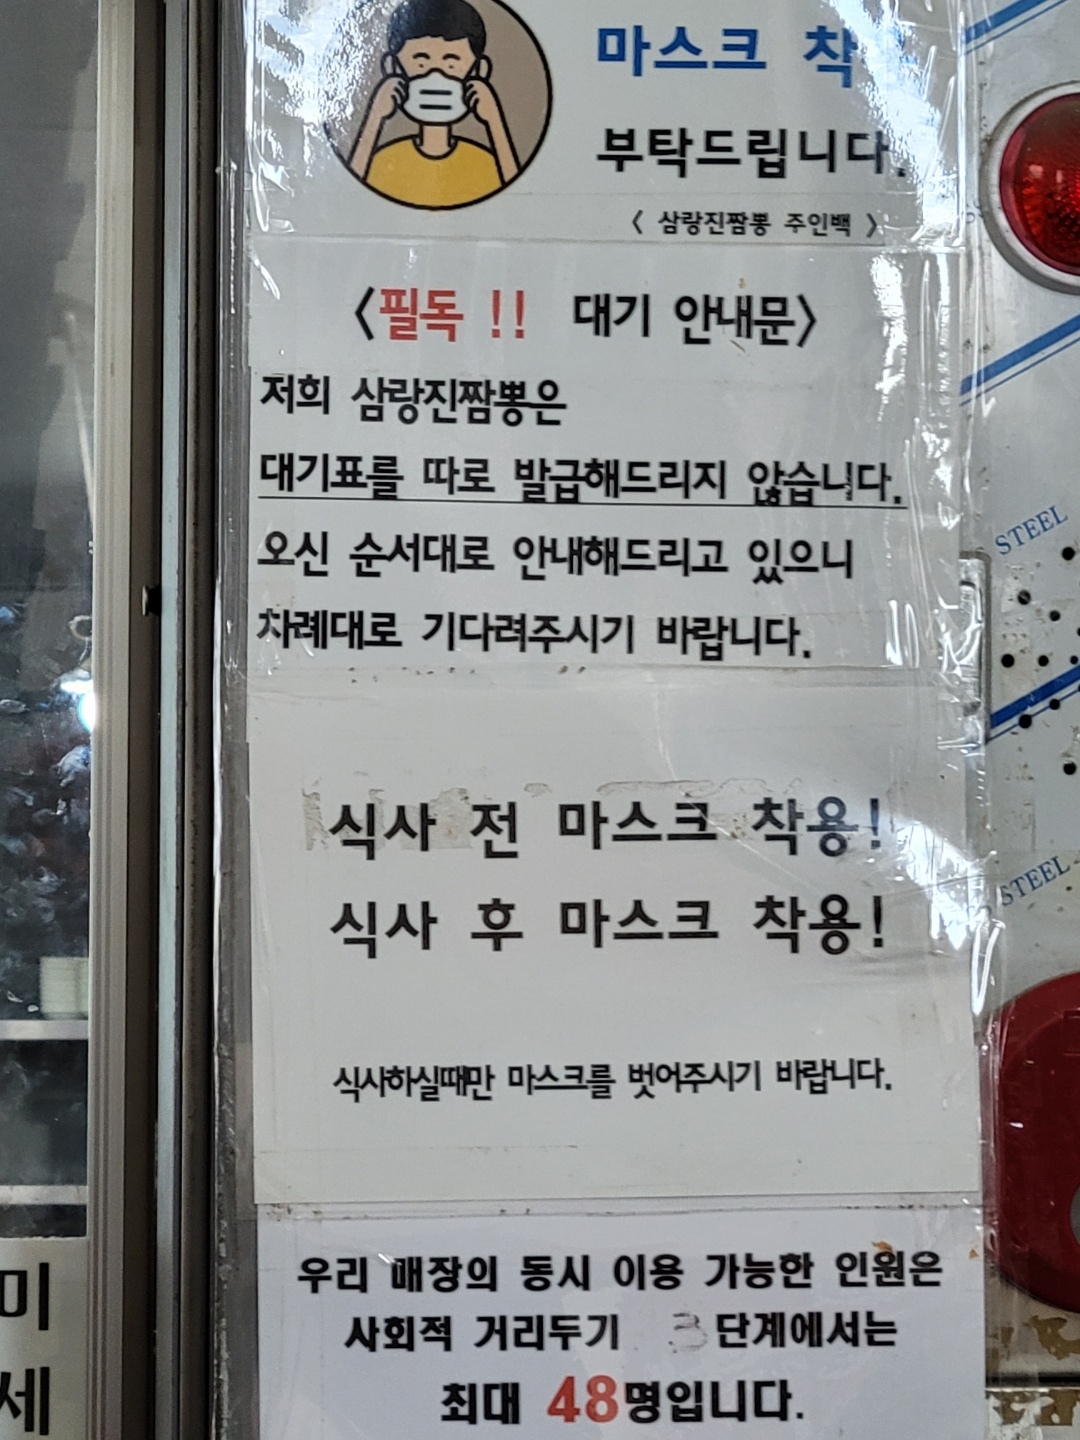 마스크 착
부탁드립니다.
〈 삼랑진짬뽕 주인백 〉
〈필독 !! 대기 안내문〉
저희 삼랑진짬뽕은
대기표를 따로 발급해드리지 않습니다.
오신 순서대로 안내해드리고 있으니
차례대로 기다려주시기 바랍니다.
식사 전 마스크 착용!
식사 후 마스크 착용!
식사하실때만 마스크를 벗어주시기 바랍니다.
우리 매장의 동시 이용 가능한 인원은
사회적 거리두기 3단계에서는
최대 48명입니다.
STEEL
STEEL
미
세